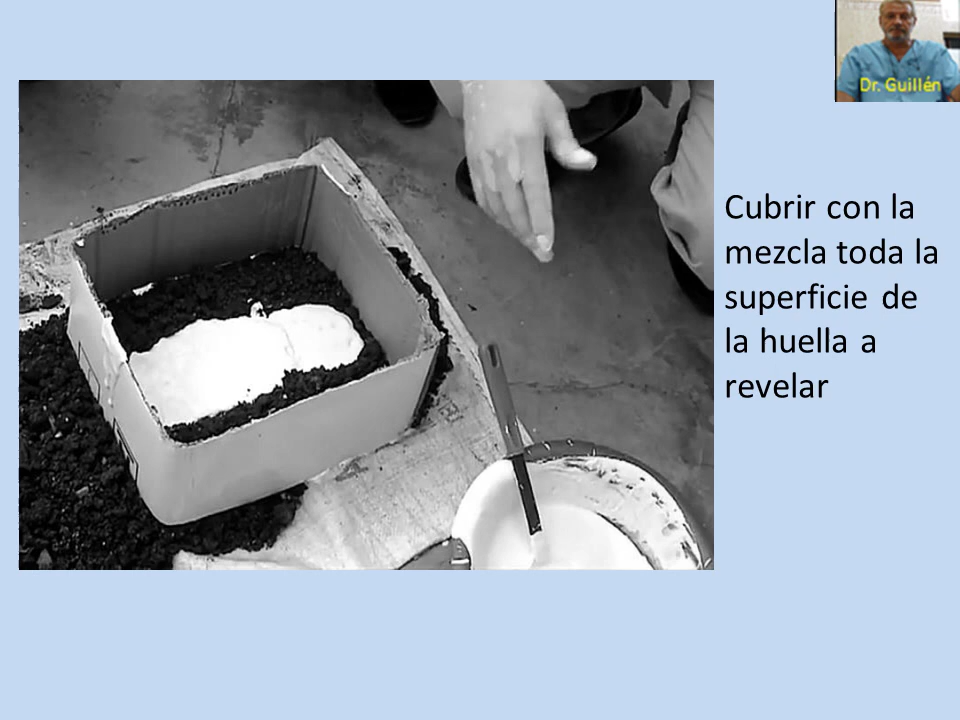 Dr. Guillén
Cubrir con la
mezcla toda la
superficie de
la huella a
revelar